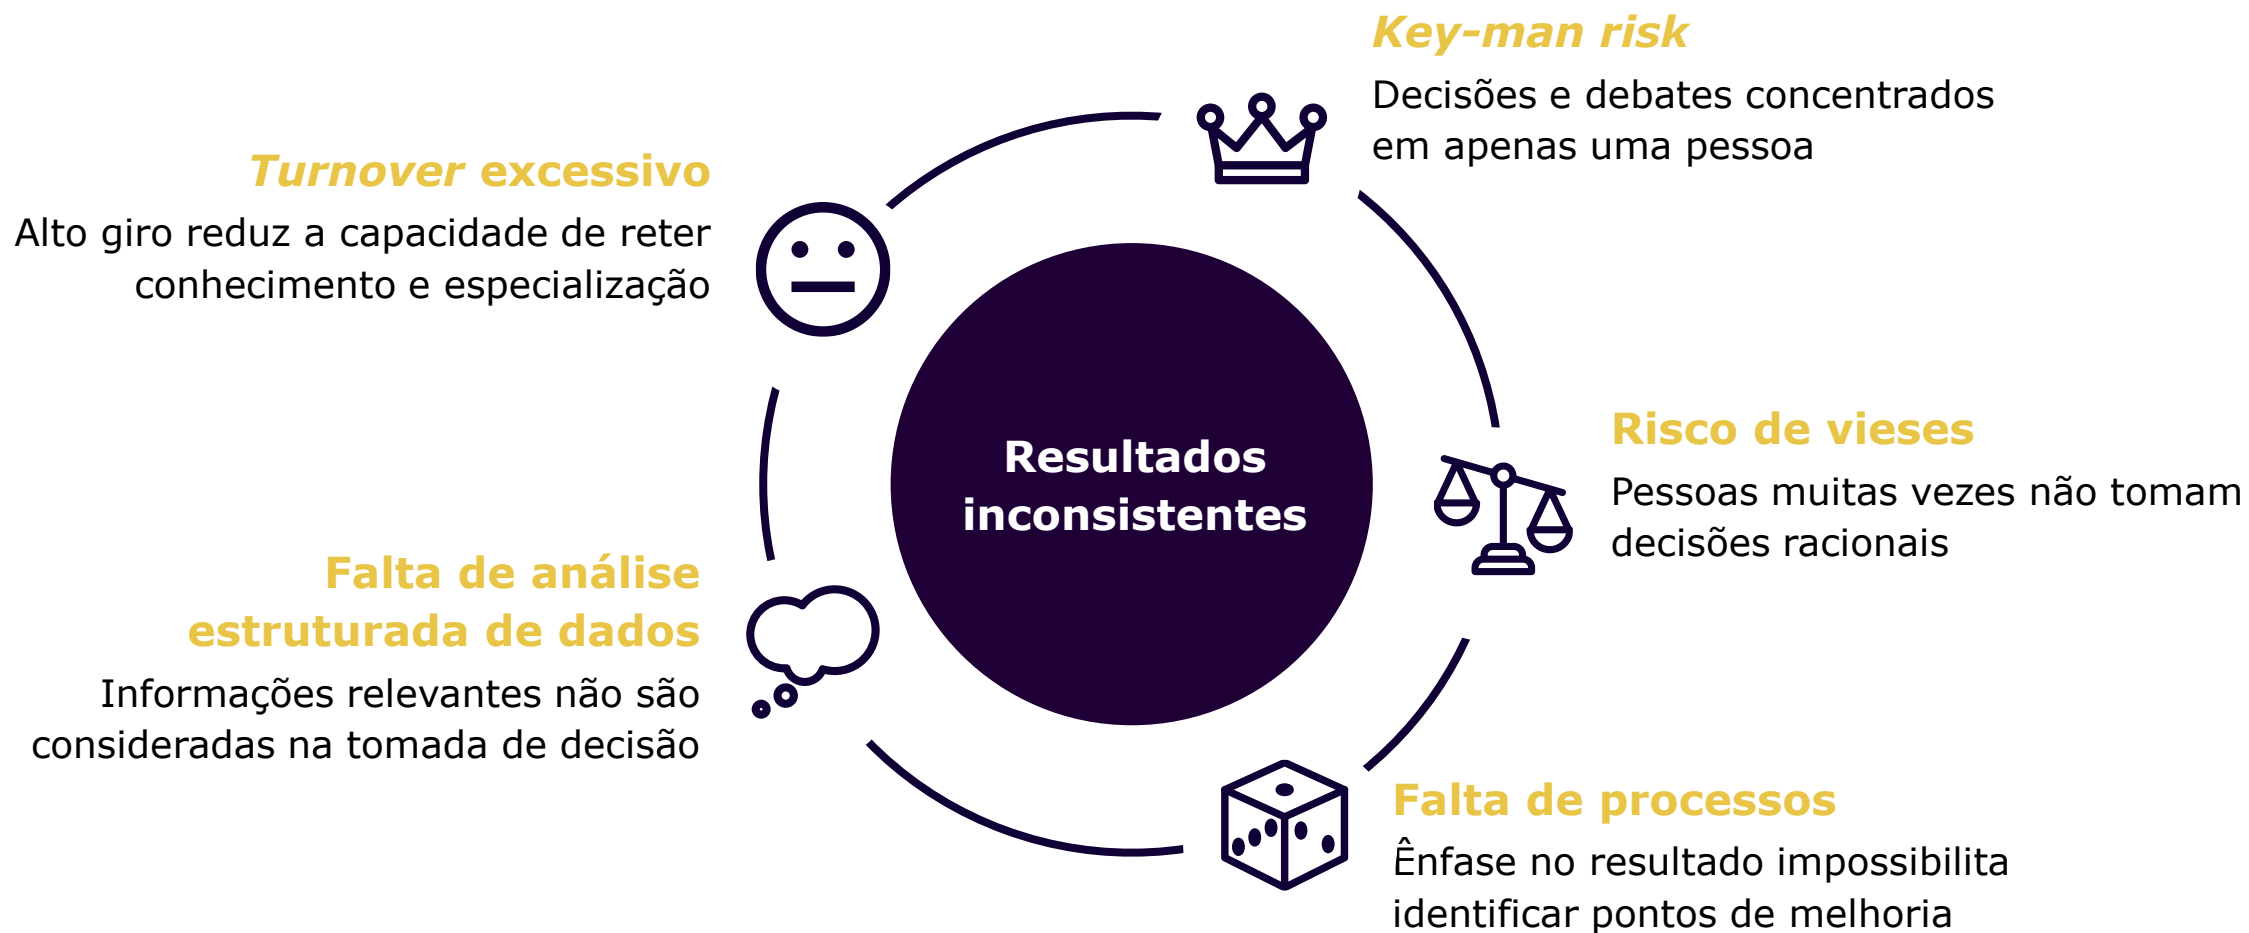 Key-man risk
Decisões e debates concentrados
em apenas uma pessoa
Turnover excessivo
Alto giro reduz a capacidade de reter
conhecimento e especialização
Resultados
inconsistentes
Risco de vieses
Pessoas muitas vezes não tomam
decisões racionais
Falta de análise
estruturada de dados
Informações relevantes não são
consideradas na tomada de decisão
Falta de processos
Ênfase no resultado impossibilita
identificar pontos de melhoria